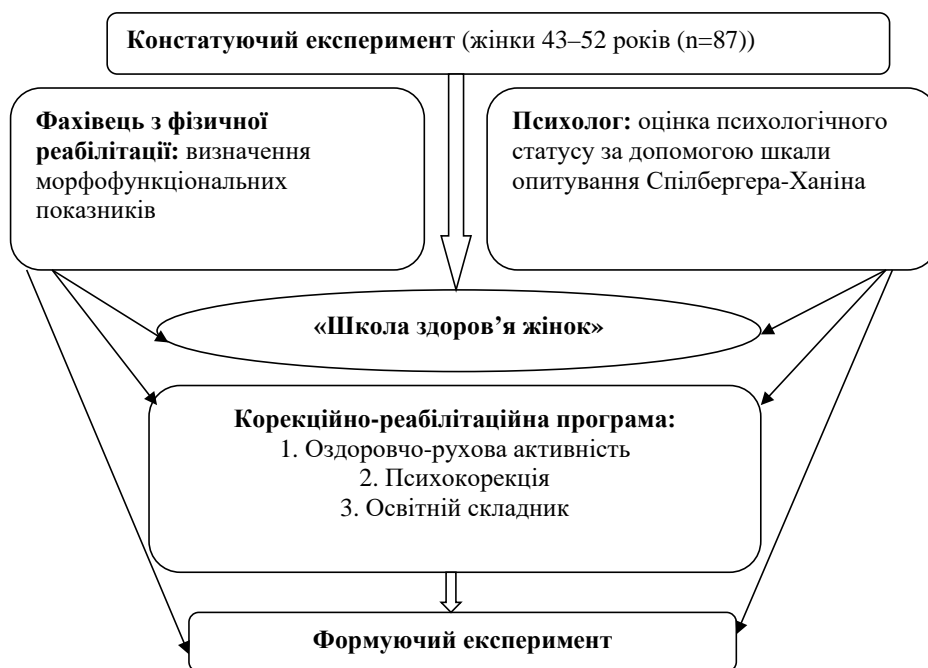 Констатуючий експеримент (жінки 43–52 років (n=87))
Фахівець з фізичної
реабілітації: визначення
морфофункціональних
показників
Психолог: оцінка психологічного
статусу за допомогою шкали
опитування Спілбергера-Ханіна
«Школа здоров’я жінок»
Корекційно-реабілітаційна програма:
1. Оздоровчо-рухова активність
2. Психокорекція
3. Освітній складник
Формуючий експеримент